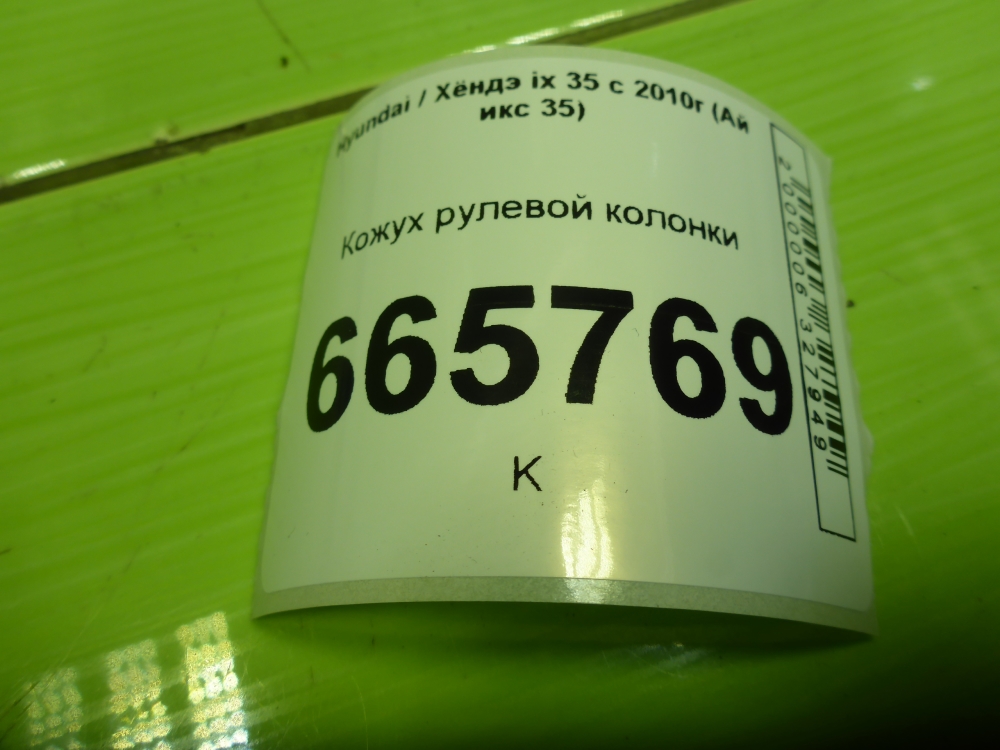 Hyundai / Хёндэ ix 35 с 2010г (Ай
икс 35)
Кожух рулевой колонки
665769
К
2000006327949